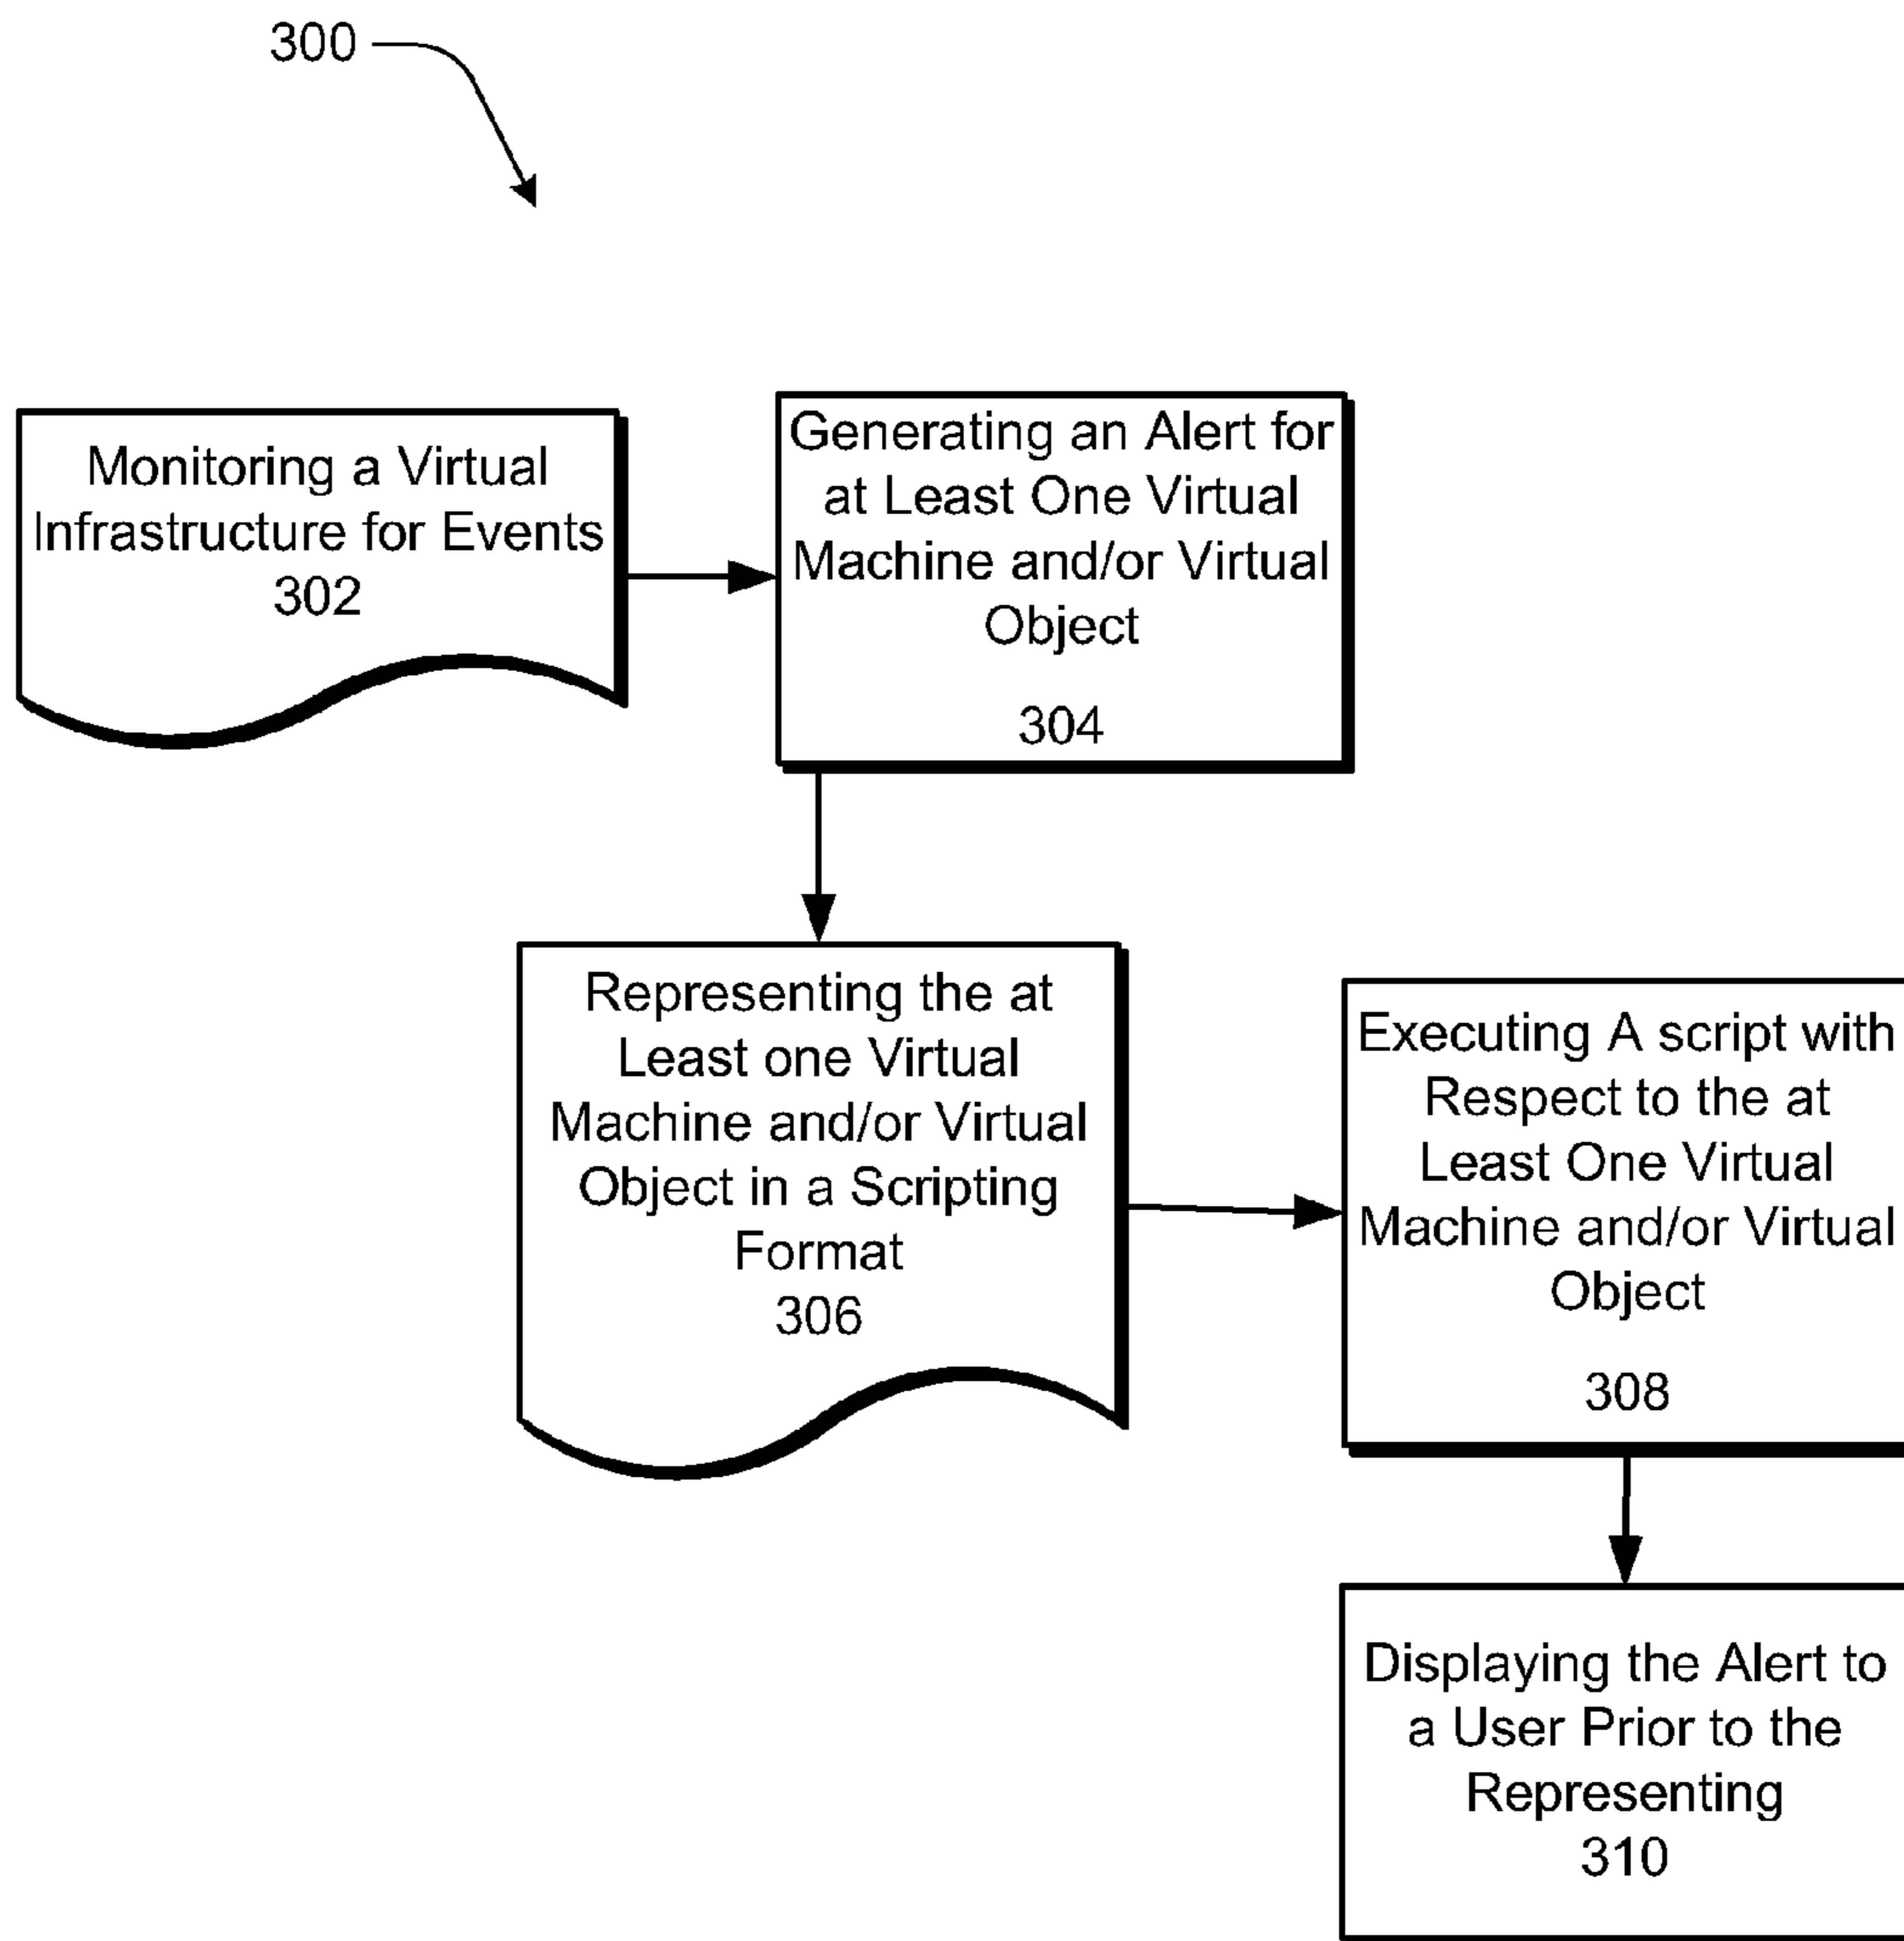 300
Monitoring a Virtual
Infrastructure for Events
302
Generating an Alert for
at Least One Virtual
Machine and/or Virtual
Object
304
Representing the at
Least one Virtual
Machine and/or Virtual
Object in a Scripting
Format
306
Executing A script with
Respect to the at
Least One Virtual
Machine and/or Virtual
Object
308
Displaying the Alert to
a User Prior to the
Representing
310